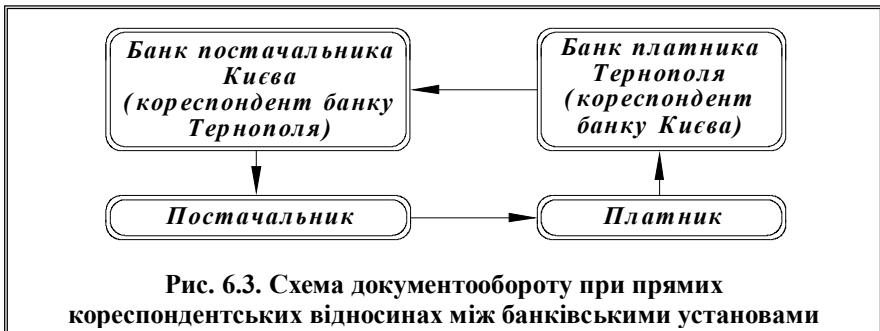 Банк постачальника
Києва
(кореспондент банку
Тернополя)
Банк платника
Тернополя
(кореспондент
банку Києва)
Постачальник
Платник
Рис. 6.3. Схема документообороту при прямих
кореспондентських відносинах між банківськими установами